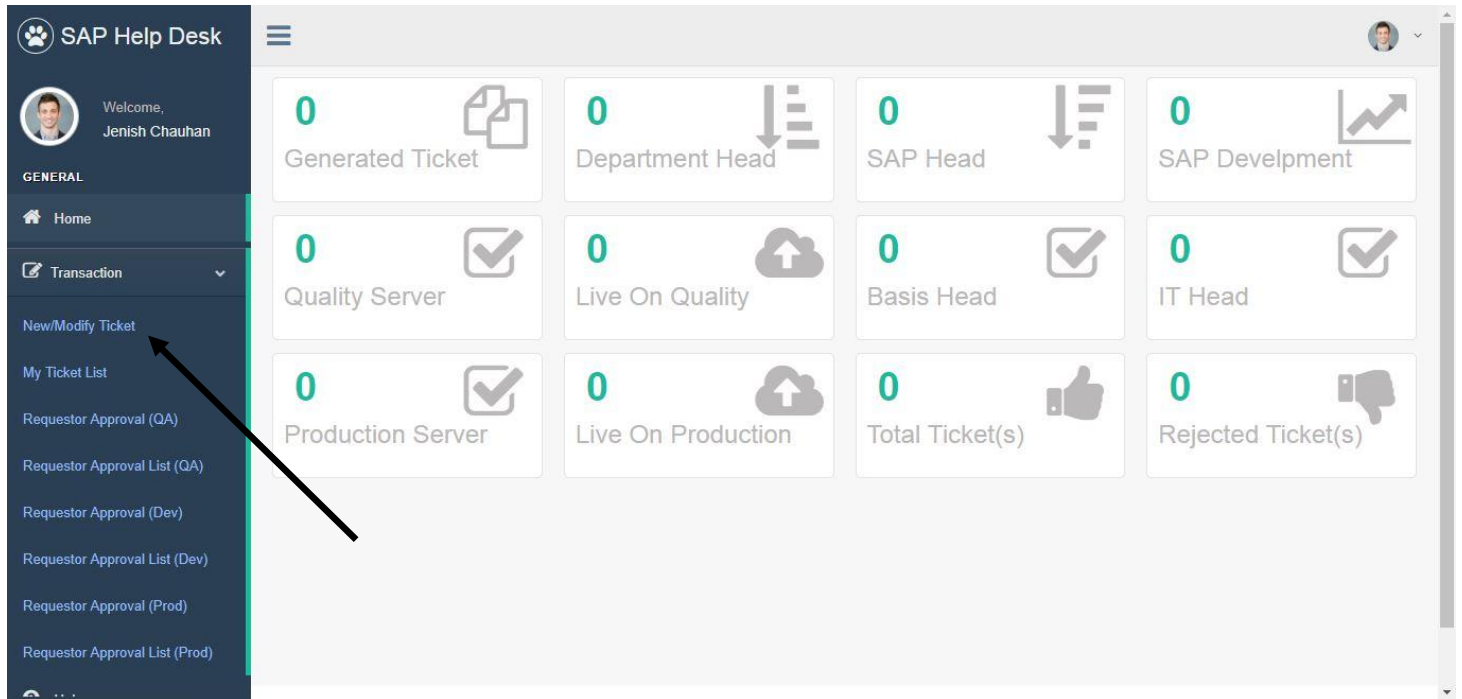 SAP Help Desk
Welcome,
Jenish Chauhan
GENERAL
Home
Transaction
New/Modify Ticket
My Ticket List
Requestor Approval (QA)
Requestor Approval List (QA)
Requestor Approval (Dev)
Requestor Approval List (Dev)
Requestor Approval (Prod)
Requestor Approval List (Prod)
0
Generated Ticket
0
Department Head
0
SAP Head
0
SAP Develpment
0
Quality Server
0
Live On Quality
0
Basis Head
0
IT Head
0
Production Server
0
Live On Production
0
Total Ticket(s)
0
Rejected Ticket(s)